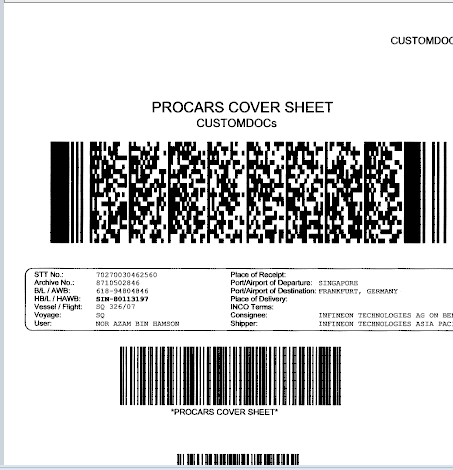 CUSTOMDOC
PROCARS COVER SHEET
CUSTOMDOCs
STT No.: 70270030462560 Place of Receipt:
Archive No.: 8710502846 Port/Airport of Departure: SINGAPORE
B/L / AWB: 618-94804846 Port/Airport of Destination: FRANKFURT, GERMANY
HB/L / HAWB: SIN-80113197 Place of Delivery:
Vessel / Flight: SQ 326/07 INCO Terms:
Voyage: SQ Consignee: INFINEON TECHNOLOGIES AG ON BE
User: NOR AZAM BIN HAMSON Shipper: INFINEON TECHNOLOGIES ASIA PAC
*PROCARS COVER SHEET*